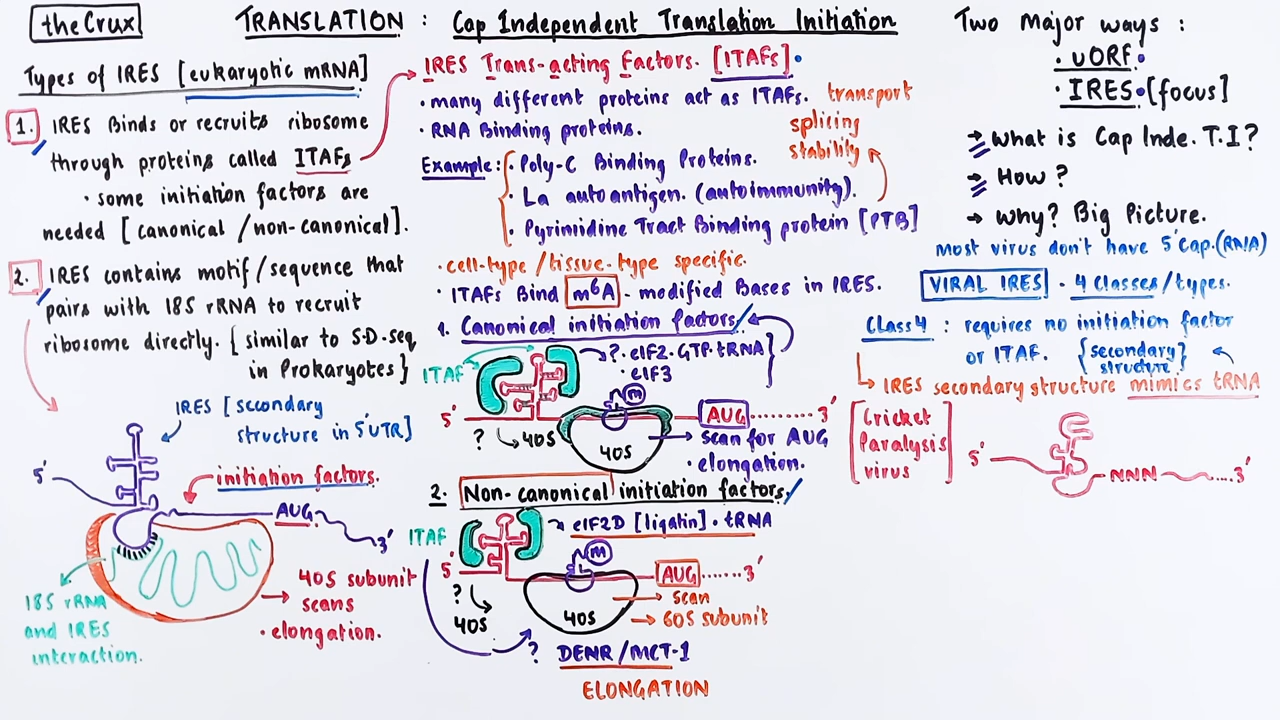 theCrux
TRANSLATION : Cap Independent Translation Initiation
Types of IRES [eukaryotic mRNA]
1. IRES Binds or recruits ribosome
through proteins called ITAFs
• some initiation factors are
needed [canonical /non-canonical].
2. IRES contains motif/sequence that
pairs with 18S rRNA to recruit
ribosome directly. {similar to S.D.seq
in Prokaryotes}
IRES [secondary
structure in 5'UTR]
5'
initiation factors.
AUG
3'
18S rRNA
and IRES
interaction.
40S subunit
scans
• elongation.
IRES Trans-acting Factors. [ITAFs]•
• many different proteins act as ITAFs.
• RNA Binding proteins.
transport
splicing
stability
Example: • Poly-C Binding Proteins.
• La autoantigen. (autoimmunity).
• Pyrimidine Tract Binding protein [PTB]
• cell-type /tissue-type specific.
• ITAFs Bind m6A - modified Bases in IRES.
1. Canonical initiation factors/
ITAF
?. eIF2.GTP.tRNA
• eIF3
M
5'
AUG ......... 3'
? 40S
40S
scan for AUG
• elongation.
2. Non-canonical initiation factors/
ITAF
eIF2D [ligatin]. tRNA
M
5'
AUG ......3'
?
40S
40S
scan
60S subunit
? DENR/MCT-1
ELONGATION
Two major ways :
• uORF•
• IRES•[focus]
What is Cap Inde. T.I?
How ?
Why? Big Picture.
most virus don't have 5'Cap.(RNA)
VIRAL IRES • 4 classes/types.
Class4 : requires no initiation factor
or ITAF. {secondary
structure}
IRES secondary structure mimics tRNA
[Cricket
Paralysis
virus]
5'
NNN
.....3'